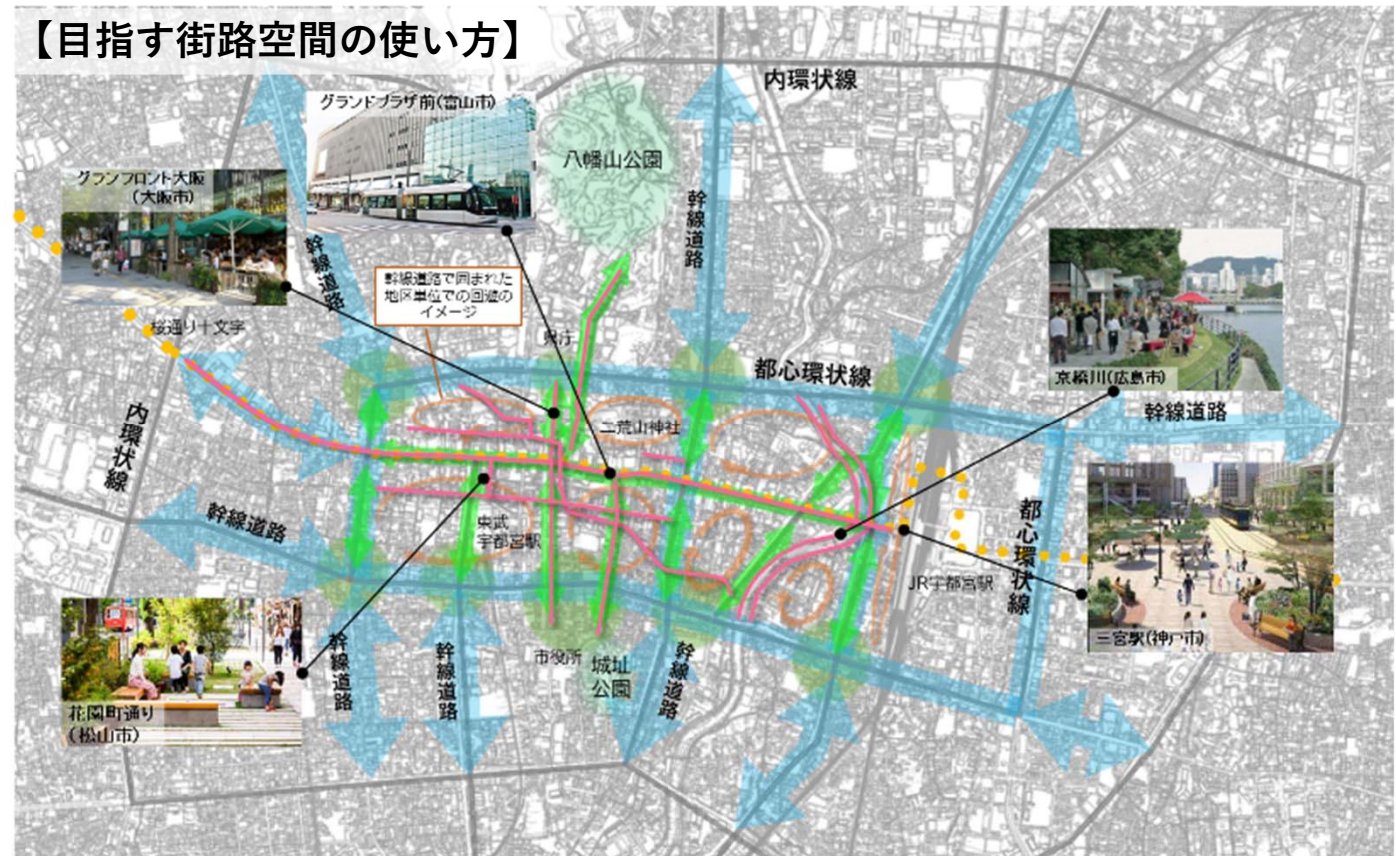 【目指す街路空間の使い方】
内環状線
グランドプラザ前(富山市)
八幡山公園
グランフロント大阪
(大阪市)
幹線道路
幹線道路
幹線道路で囲まれた
地区単位での回遊の
イメージ
桜通り十文字
県庁
都心環状線
京橋川(広島市)
幹線道路
内環状線
二荒山神社
幹線道路
東武
宇都宮駅
都心環状線
JR宇都宮駅
三宮駅(神戸市)
幹線道路
幹線道路
市役所
城址
公園
幹線道路
花園町通り
(松山市)